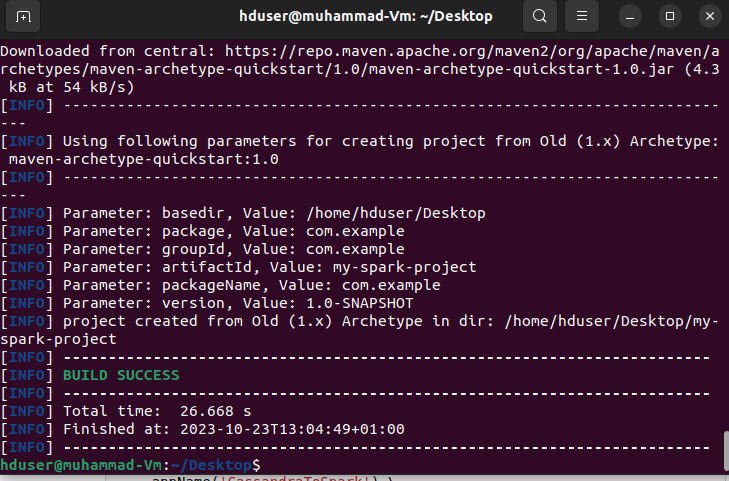 hduser@muhammad-Vm: ~/Desktop
Downloaded from central: https://repo.maven.apache.org/maven2/org/apache/maven/a
rchetypes/maven-archetype-quickstart/1.0/maven-archetype-quickstart-1.0.jar (4.3
 kB at 54 kB/s)
[INFO] -------------------------------------------------------------------------
---
[INFO] Using following parameters for creating project from Old (1.x) Archetype:
 maven-archetype-quickstart:1.0
[INFO] -------------------------------------------------------------------------
---
[INFO] Parameter: basedir, Value: /home/hduser/Desktop
[INFO] Parameter: package, Value: com.example
[INFO] Parameter: groupId, Value: com.example
[INFO] Parameter: artifactId, Value: my-spark-project
[INFO] Parameter: packageName, Value: com.example
[INFO] Parameter: version, Value: 1.0-SNAPSHOT
[INFO] project created from Old (1.x) Archetype in dir: /home/hduser/Desktop/my-
spark-project
[INFO] ------------------------------------------------------------------------
[INFO] BUILD SUCCESS
[INFO] ------------------------------------------------------------------------
[INFO] Total time:  26.668 s
[INFO] Finished at: 2023-10-23T13:04:49+01:00
[INFO] ------------------------------------------------------------------------
hduser@muhammad-Vm:~/Desktop$
appName('CassandraToSpark') \